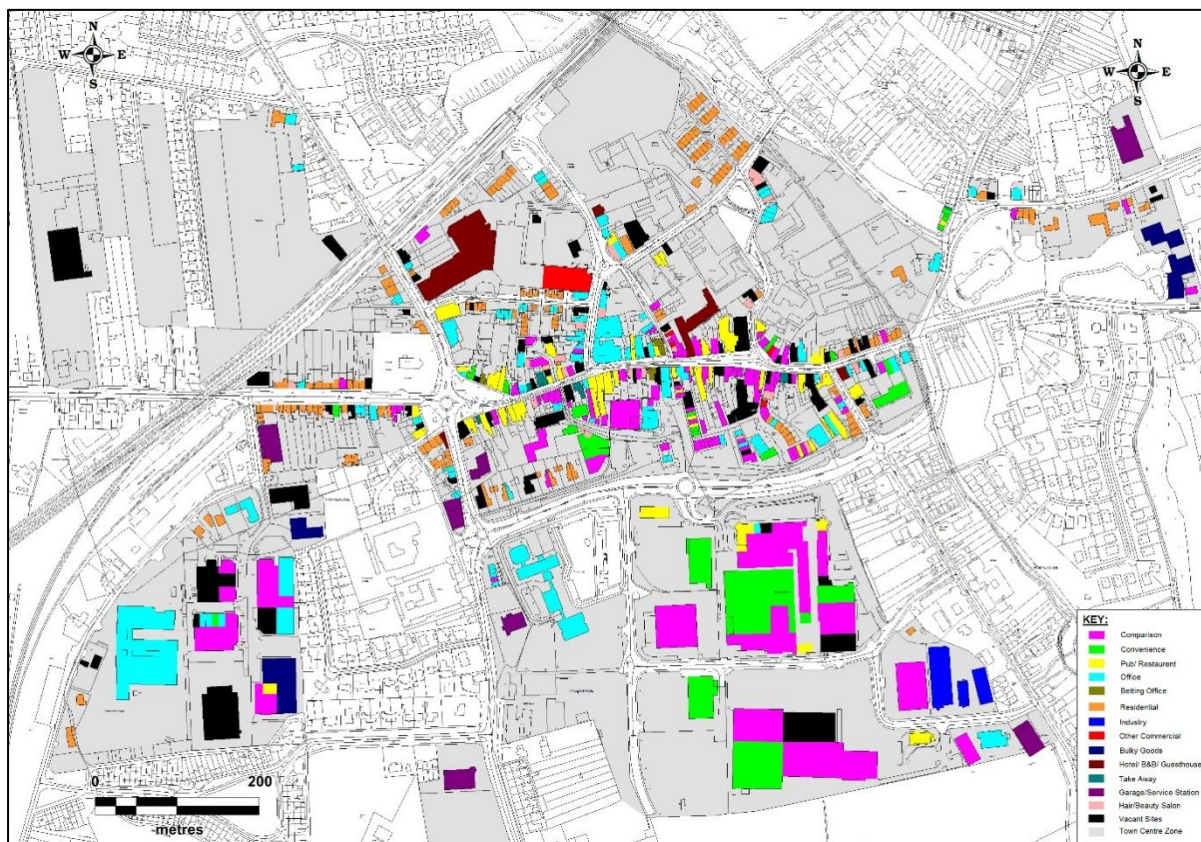 N
W E
S
N
W E
S
KEY:
Comparison
Convenience
Pub/ Restaurent
Office
Betting Office
Residential
Industry
Other Commercial
Bulky Goods
Hotel/ B&B/ Guesthouse
Take Away
Garage/Service Station
Hair/Beauty Salon
Vacant Sites
Town Centre Zone
0 200
metres